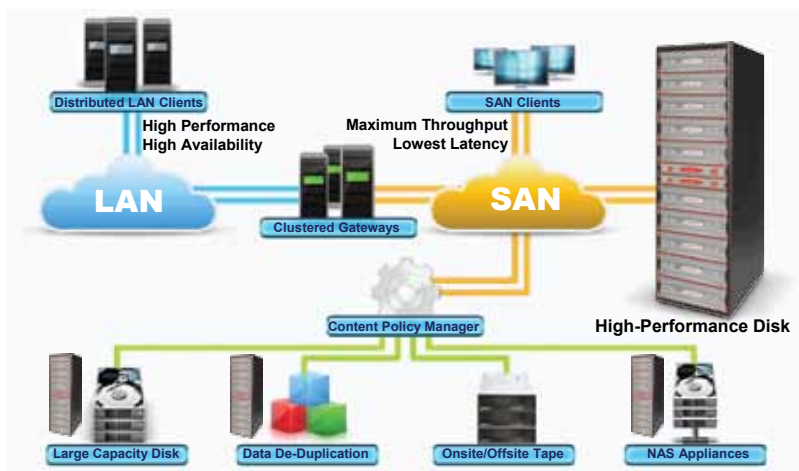 Distributed LAN Clients
SAN Clients
High Performance
High Availability
Maximum Throughput
Lowest Latency
LAN
SAN
Clustered Gateways
Content Policy Manager
High-Performance Disk
Large Capacity Disk
Data De-Duplication
Onsite/Offsite Tape
NAS Appliances